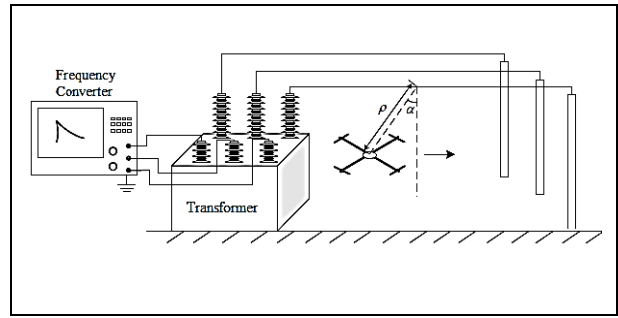 Frequency
Converter
ρ
α
Transformer